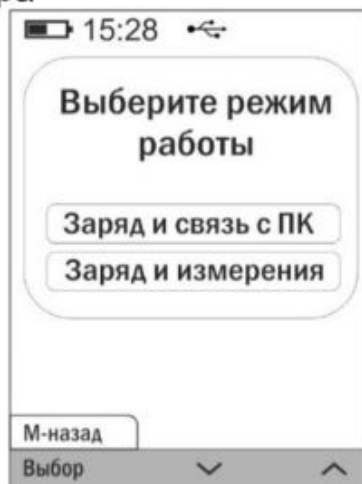 15:28
Выберите режим
работы
Заряд и связь с ПК
Заряд и измерения
М-назад
Выбор